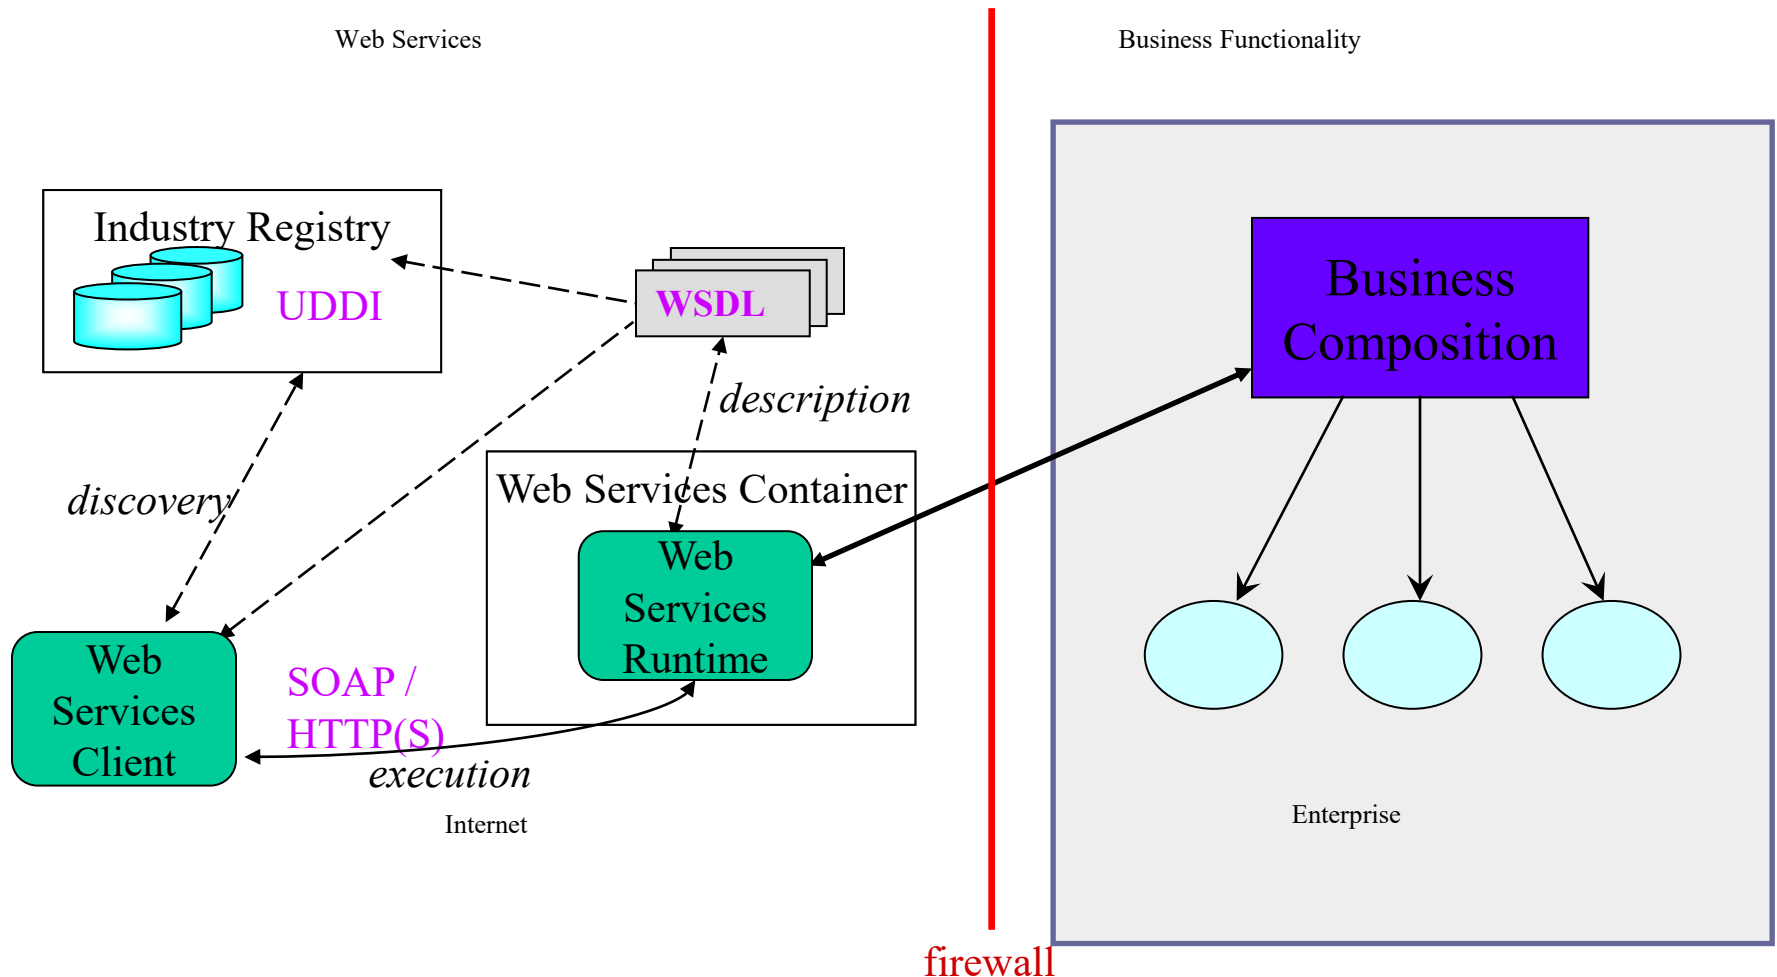 Web Services
Business Functionality
Industry Registry
UDDI
WSDL
Business
Composition
description
discovery
Web Services Container
Web
Services
Runtime
Web
Services
Client
SOAP /
HTTP(S)
execution
Internet
Enterprise
firewall